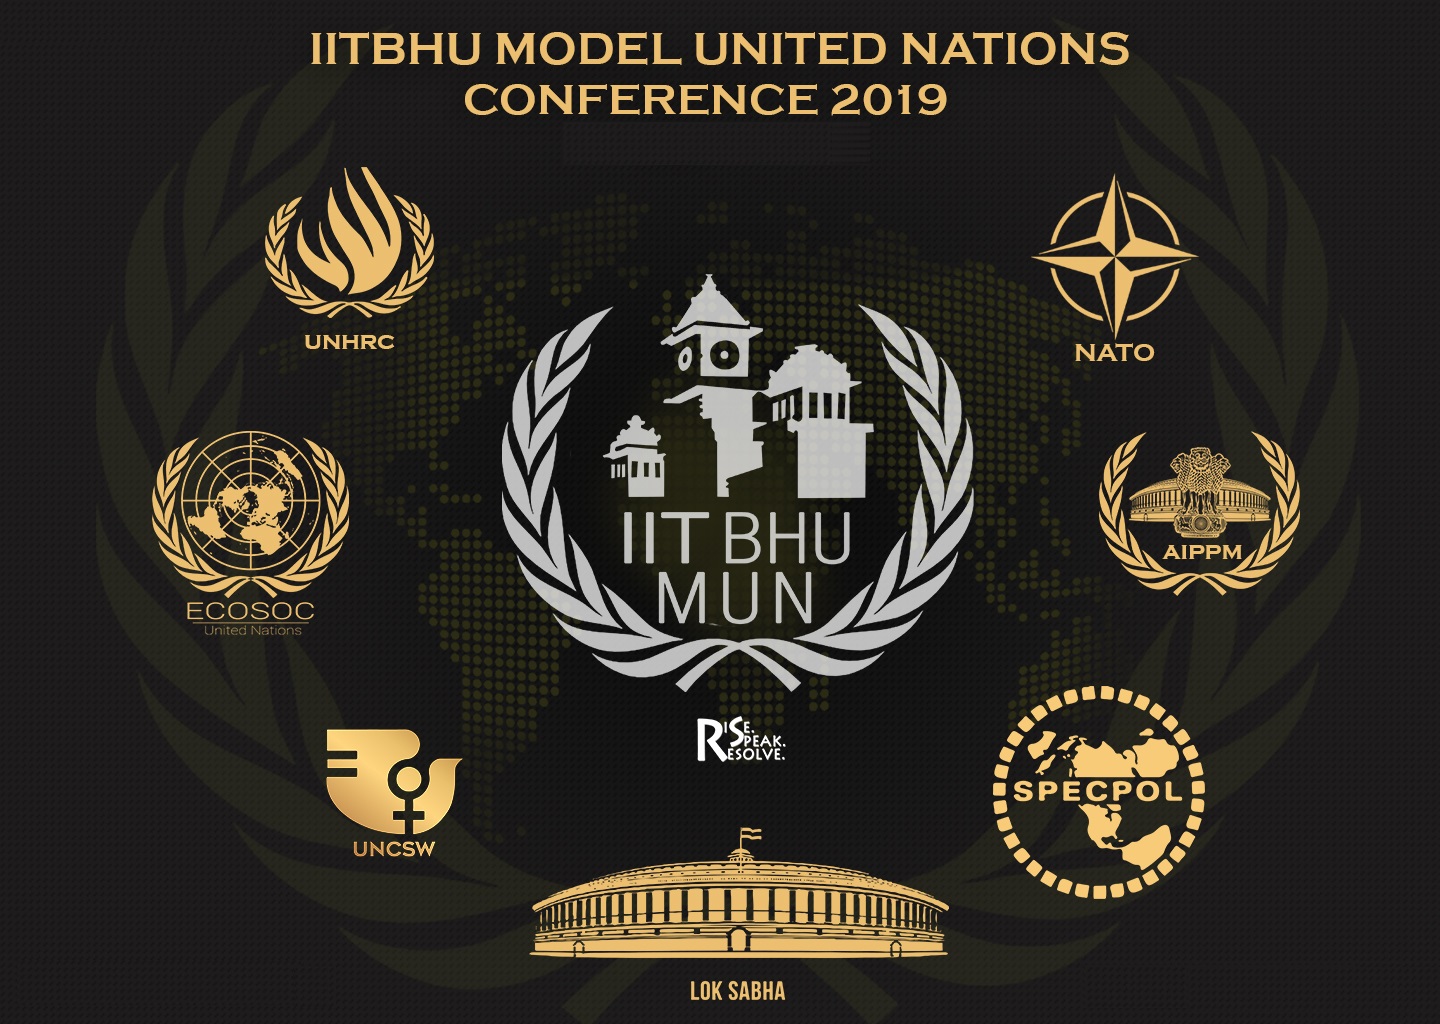 IITBHU MODEL UNITED NATIONS
CONFERENCE 2019
UNHRC
NATO
IIT BHU
MUN
ECOSOC
United Nations
AIPPM
RISE.
SPEAK.
RESOLVE.
UNCSW
SPECPOL
LOK SABHA